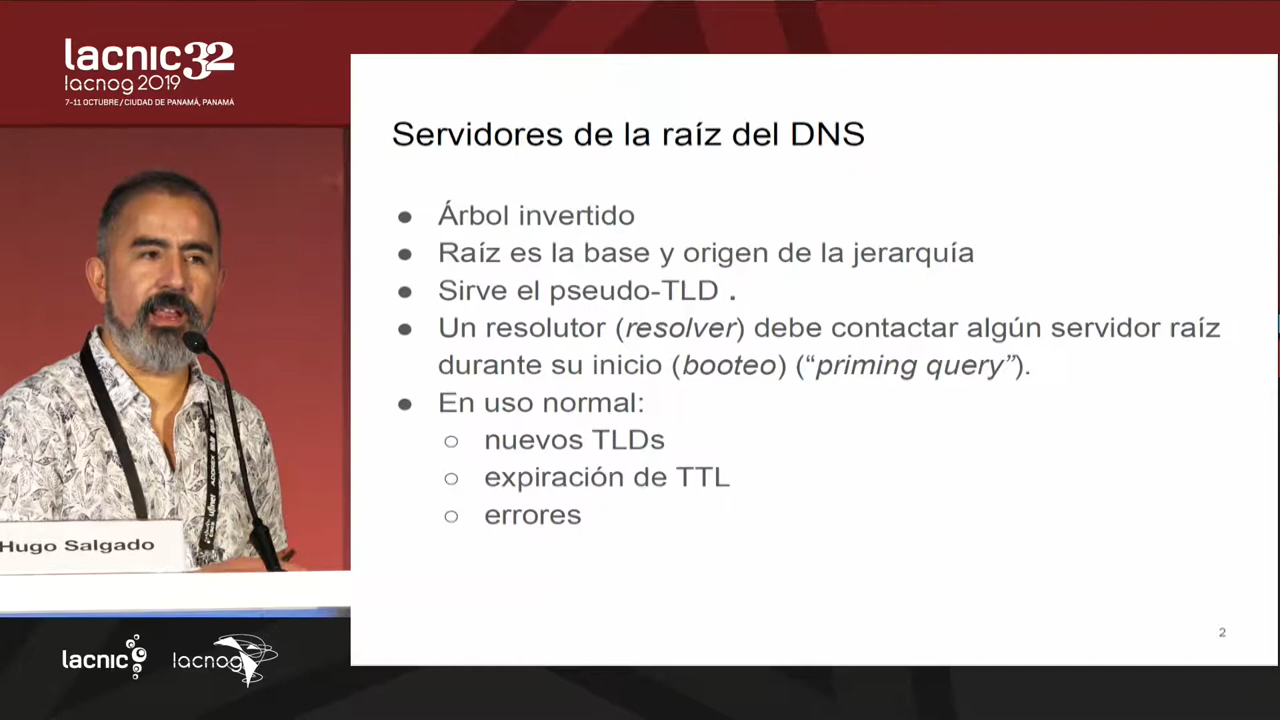 lacnic32
lacnog 2019
7-11 OCTUBRE / CIUDAD DE PANAMÁ, PANAMÁ
Servidores de la raíz del DNS
● Árbol invertido
● Raíz es la base y origen de la jerarquía
● Sirve el pseudo-TLD .
● Un resolutor (resolver) debe contactar algún servidor raíz
durante su inicio (booteo) (“priming query”).
● En uso normal:
○ nuevos TLDs
○ expiración de TTL
○ errores
2
Hugo Salgado
ufinet
ADDREX
lacnic
lacnog